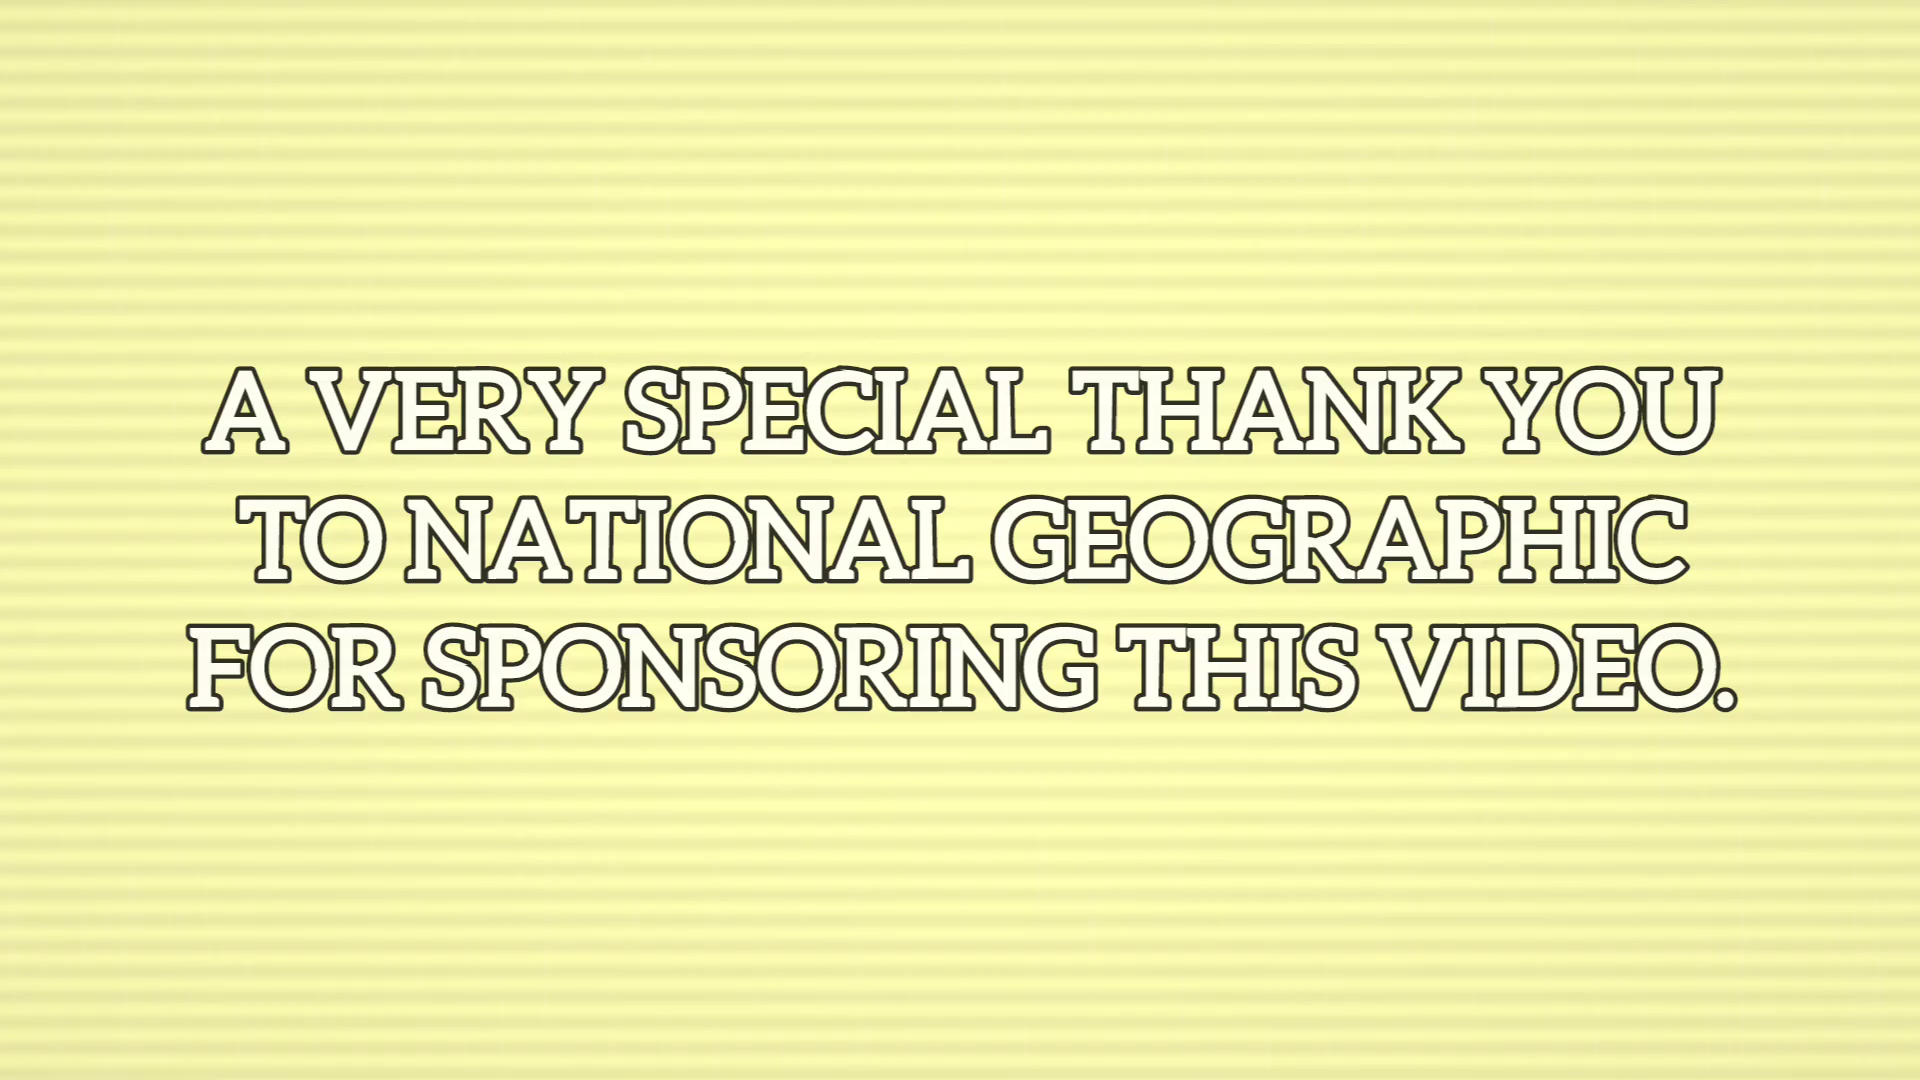 A VERY SPECIAL THANK YOU
TO NATIONAL GEOGRAPHIC
FOR SPONSORING THIS VIDEO.